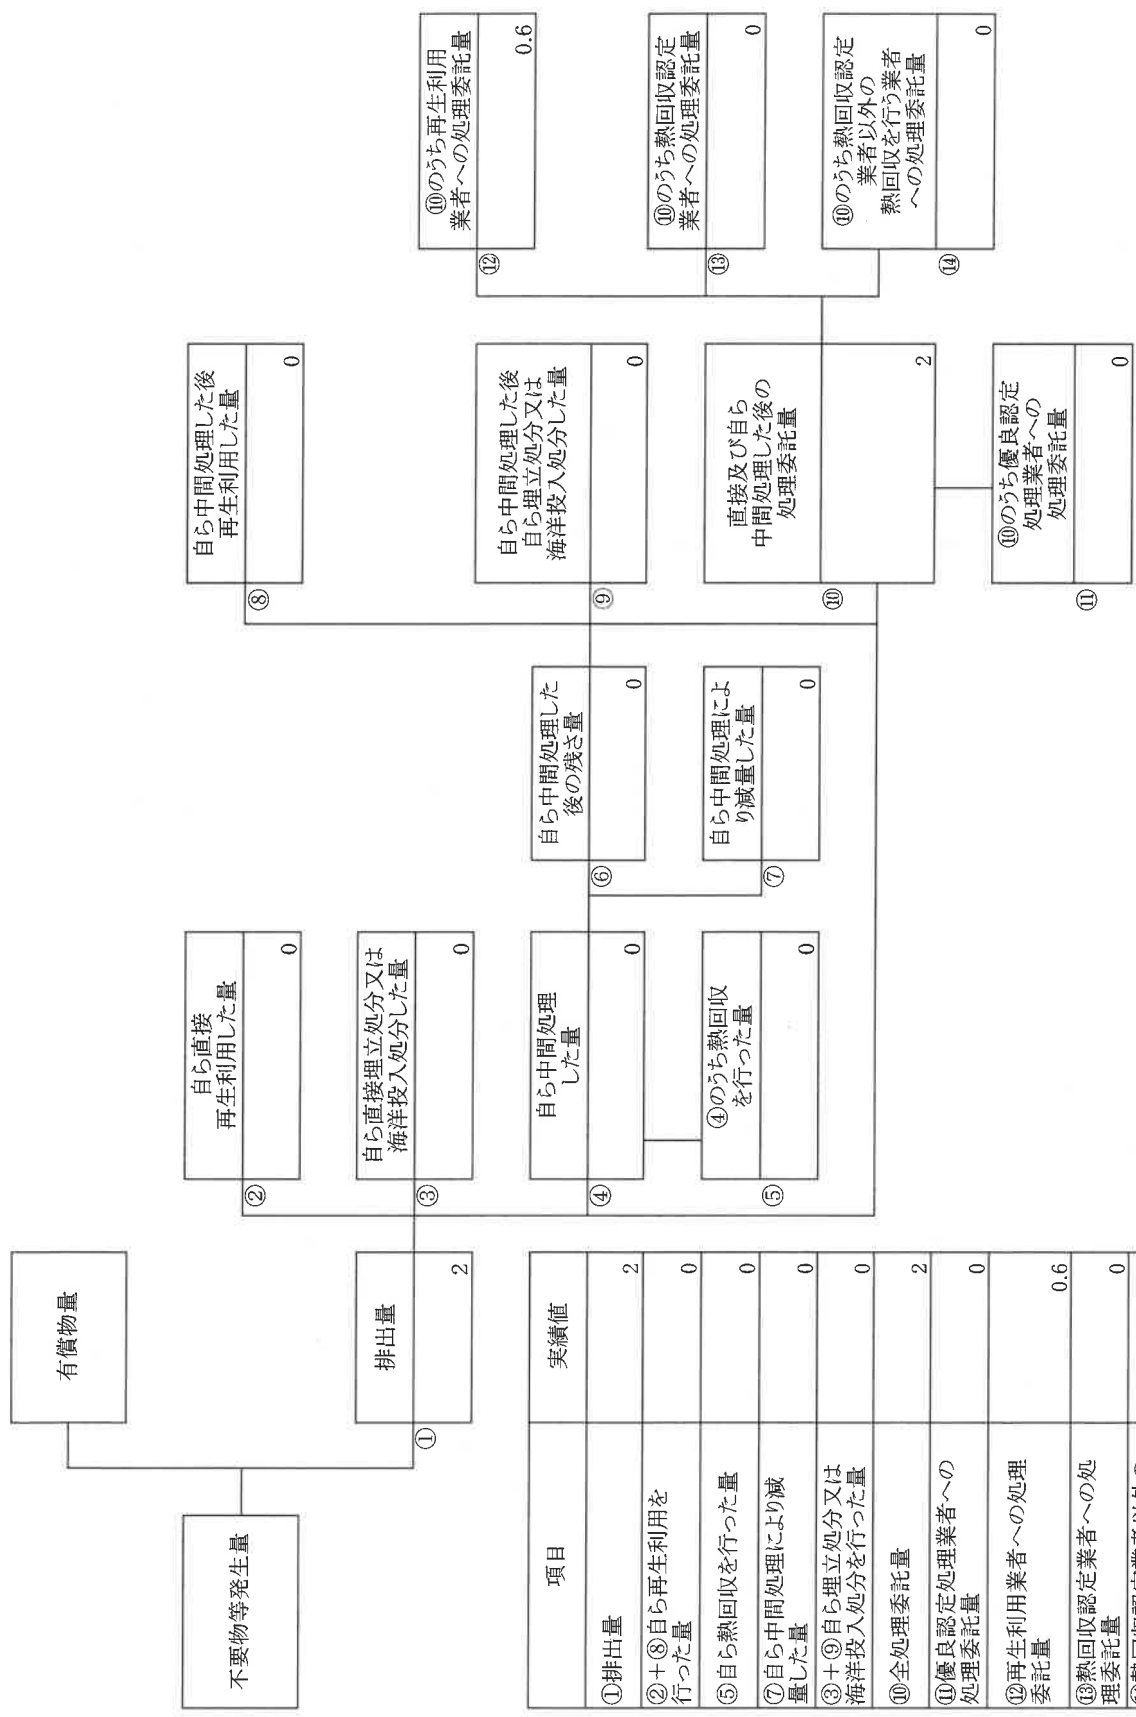 有償物量
不要物等発生量
①
排出量
2
②
自ら直接
再生利用した量
0
③
自ら直接埋立処分又は
海洋投入処分した量
0
④
自ら中間処理
した量
0
⑤
④のうち熱回収
を行った量
0
⑥
自ら中間処理した
後の残さ量
0
⑦
自ら中間処理によ
り減量した量
0
⑧
自ら中間処理した後
再生利用した量
0
⑨
自ら中間処理した後
自ら埋立処分又は
海洋投入処分した量
0
⑩
直接及び自ら
中間処理した後の
処理委託量
2
⑪
⑩のうち優良認定
処理業者への
処理委託量
0
⑫
⑩のうち再生利用
業者への処理委託量
0.6
⑬
⑩のうち熱回収認定
業者への処理委託量
0
⑭
⑩のうち熱回収認定
業者以外の
熱回収を行う業者
への処理委託量
0
項目
実績値
①排出量
2
②+⑧自ら再生利用を
行った量
0
⑤自ら熱回収を行った量
0
⑦自ら中間処理により減
量した量
0
③+⑨自ら埋立処分又は
海洋投入処分を行った量
0
⑩全処理委託量
2
⑪優良認定処理業者への
処理委託量
0
⑫再生利用業者への処理
委託量
0.6
⑬熱回収認定業者への処
理委託量
0